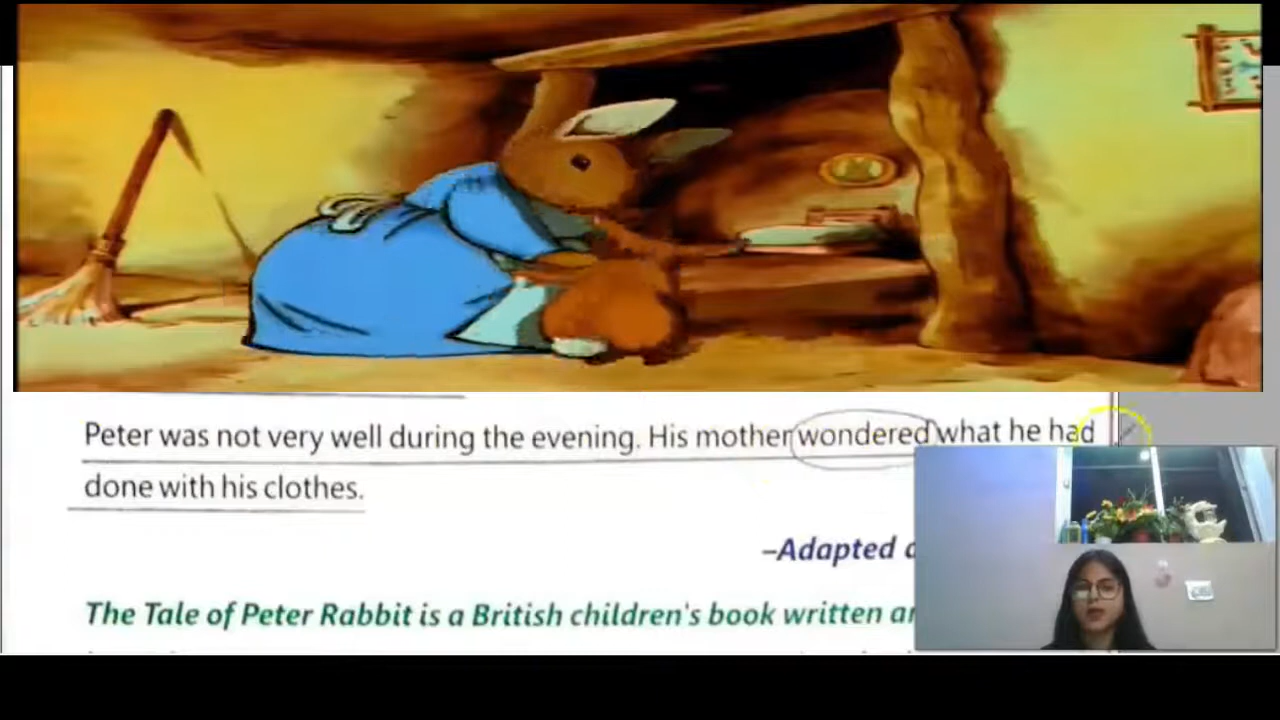 Peter was not very well during the evening. His mother wondered what he had
done with his clothes.
–Adapted
The Tale of Peter Rabbit is a British children's book written